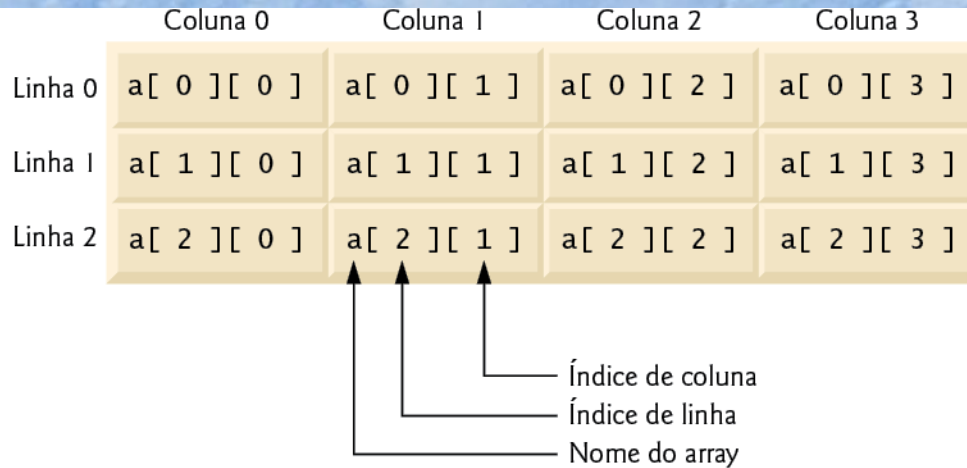 Coluna 0 Coluna 1 Coluna 2 Coluna 3
Linha 0 a[ 0 ][ 0 ] a[ 0 ][ 1 ] a[ 0 ][ 2 ] a[ 0 ][ 3 ]
Linha 1 a[ 1 ][ 0 ] a[ 1 ][ 1 ] a[ 1 ][ 2 ] a[ 1 ][ 3 ]
Linha 2 a[ 2 ][ 0 ] a[ 2 ][ 1 ] a[ 2 ][ 2 ] a[ 2 ][ 3 ]
Índice de coluna
Índice de linha
Nome do array